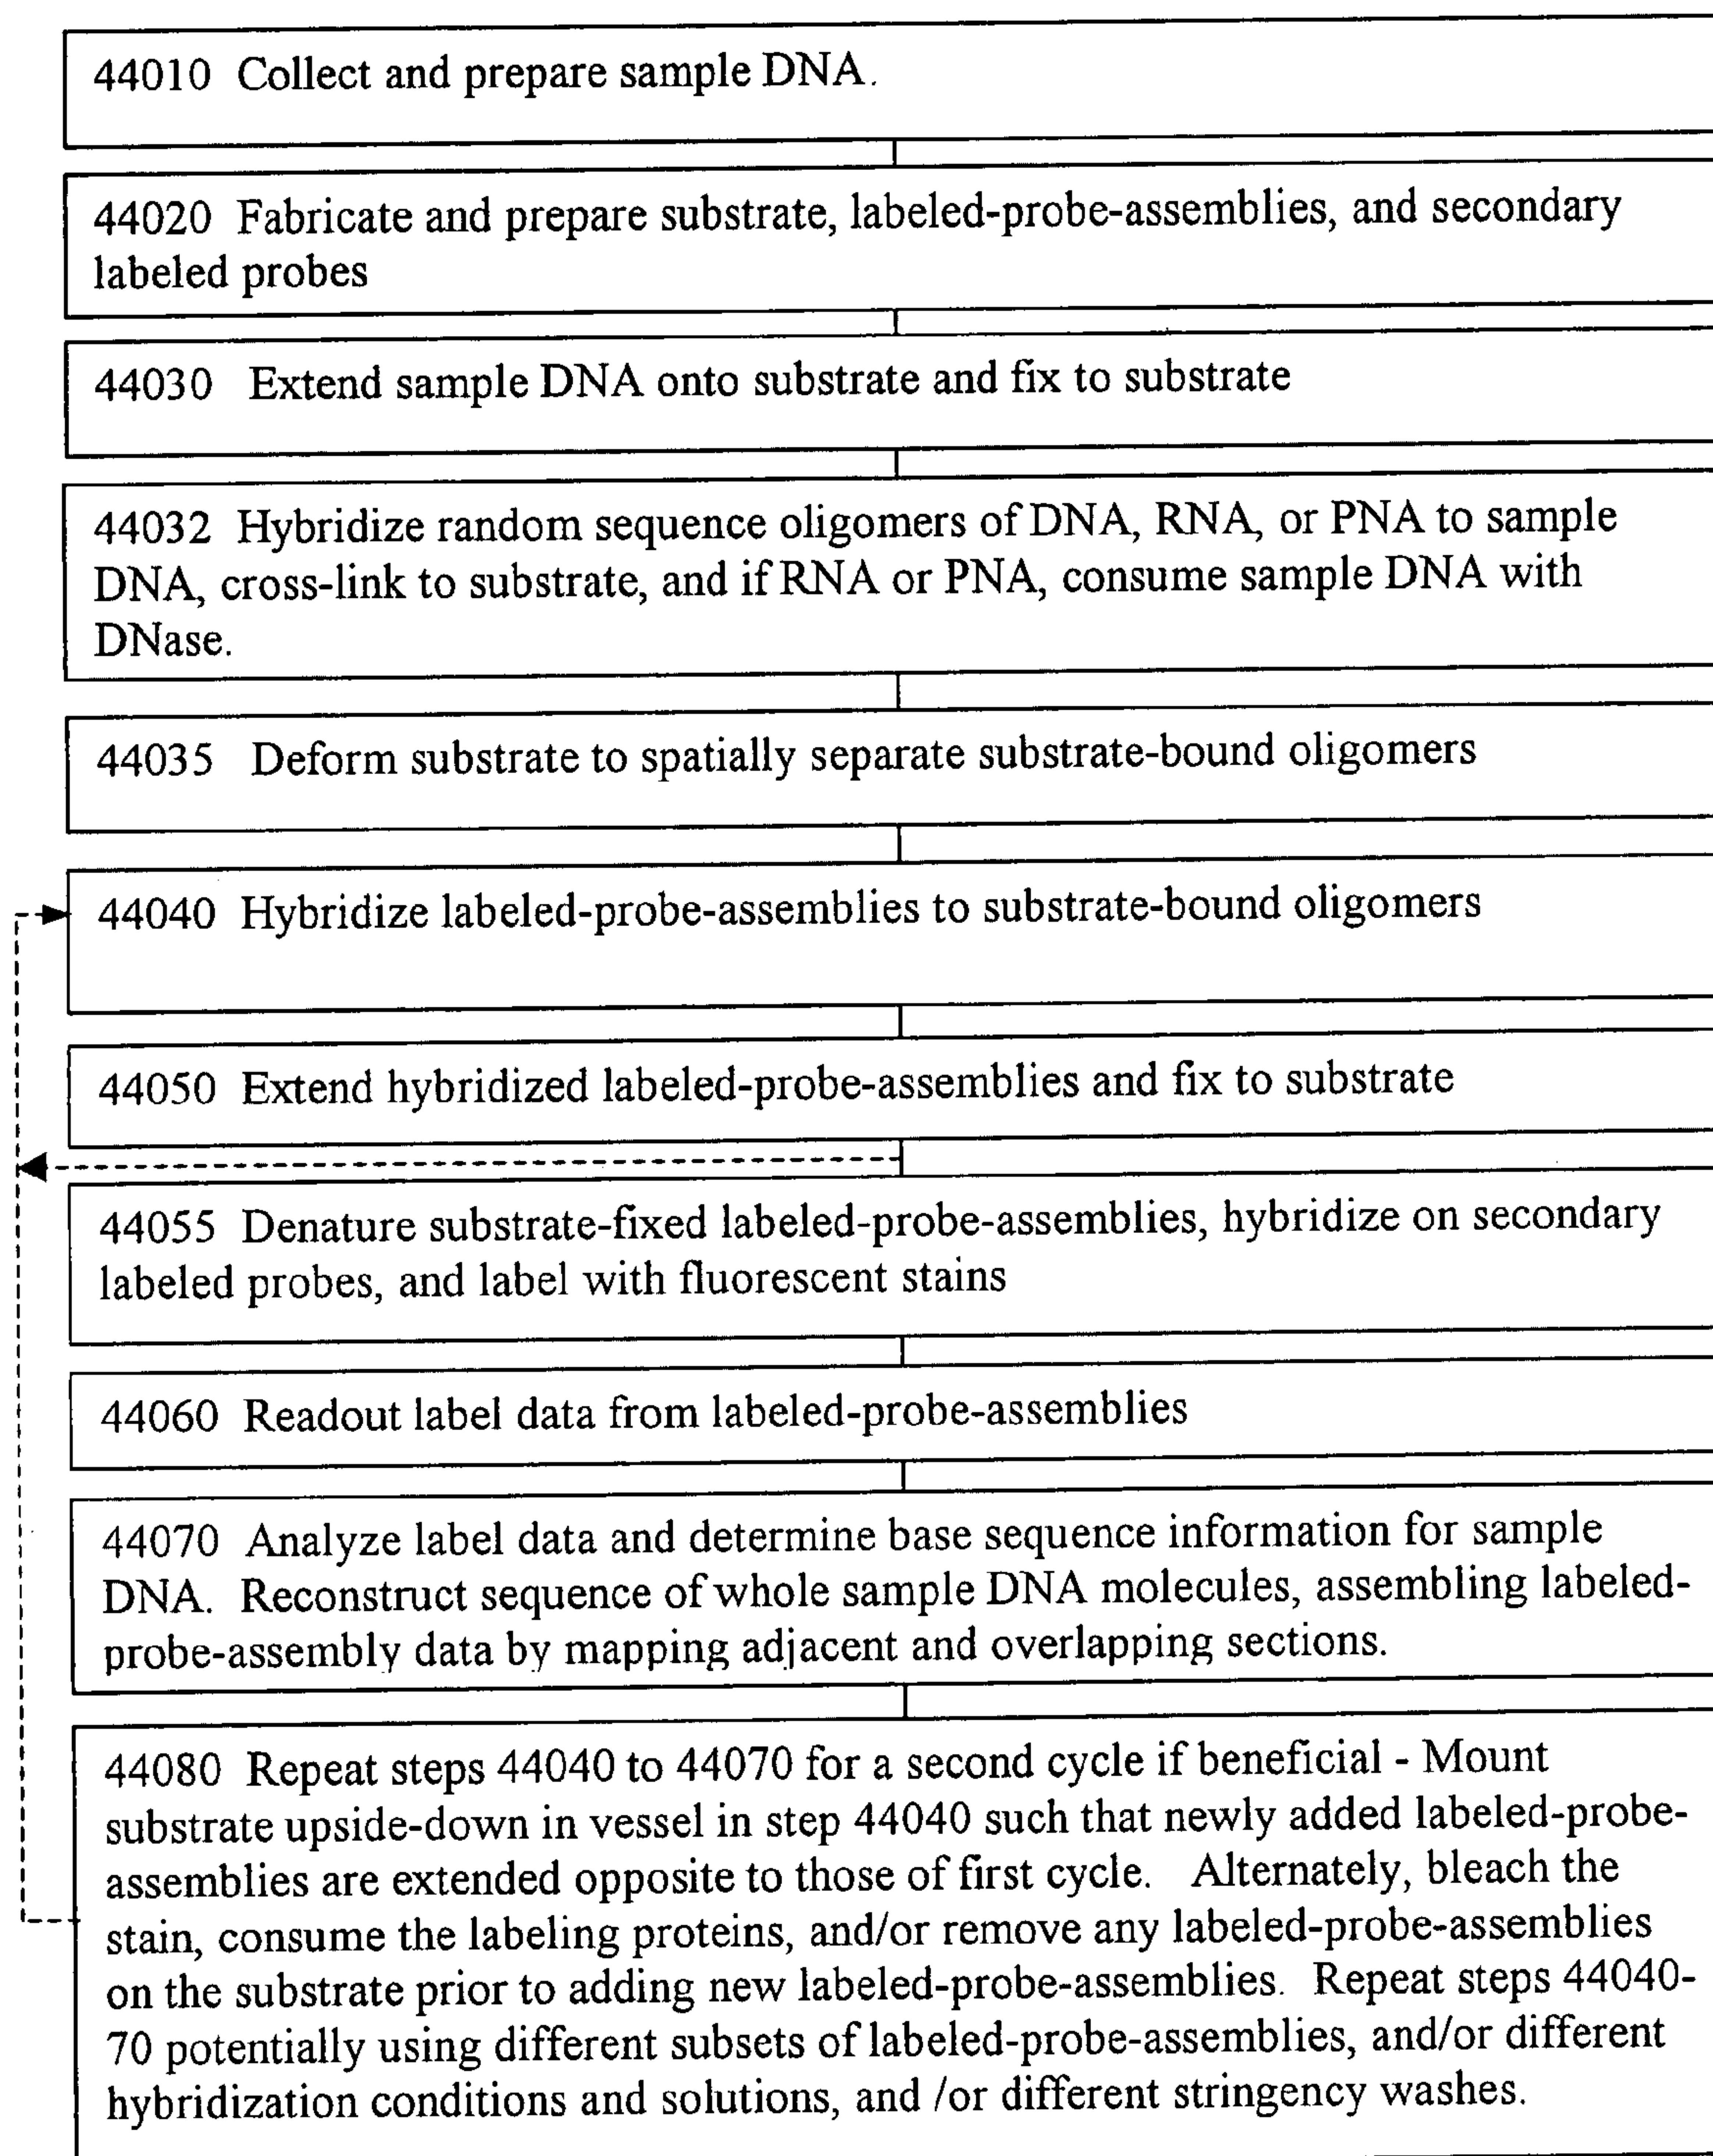 44010 Collect and prepare sample DNA.
44020 Fabricate and prepare substrate, labeled-probe-assemblies, and secondary
labeled probes
44030 Extend sample DNA onto substrate and fix to substrate
44032 Hybridize random sequence oligomers of DNA, RNA, or PNA to sample
DNA, cross-link to substrate, and if RNA or PNA, consume sample DNA with
DNase.
44035 Deform substrate to spatially separate substrate-bound oligomers
44040 Hybridize labeled-probe-assemblies to substrate-bound oligomers
44050 Extend hybridized labeled-probe-assemblies and fix to substrate
44055 Denature substrate-fixed labeled-probe-assemblies, hybridize on secondary
labeled probes, and label with fluorescent stains
44060 Readout label data from labeled-probe-assemblies
44070 Analyze label data and determine base sequence information for sample
DNA. Reconstruct sequence of whole sample DNA molecules, assembling labeled-
probe-assembly data by mapping adjacent and overlapping sections.
44080 Repeat steps 44040 to 44070 for a second cycle if beneficial - Mount
substrate upside-down in vessel in step 44040 such that newly added labeled-probe-
assemblies are extended opposite to those of first cycle. Alternately, bleach the
stain, consume the labeling proteins, and/or remove any labeled-probe-assemblies
on the substrate prior to adding new labeled-probe-assemblies. Repeat steps 44040-
70 potentially using different subsets of labeled-probe-assemblies, and/or different
hybridization conditions and solutions, and /or different stringency washes.